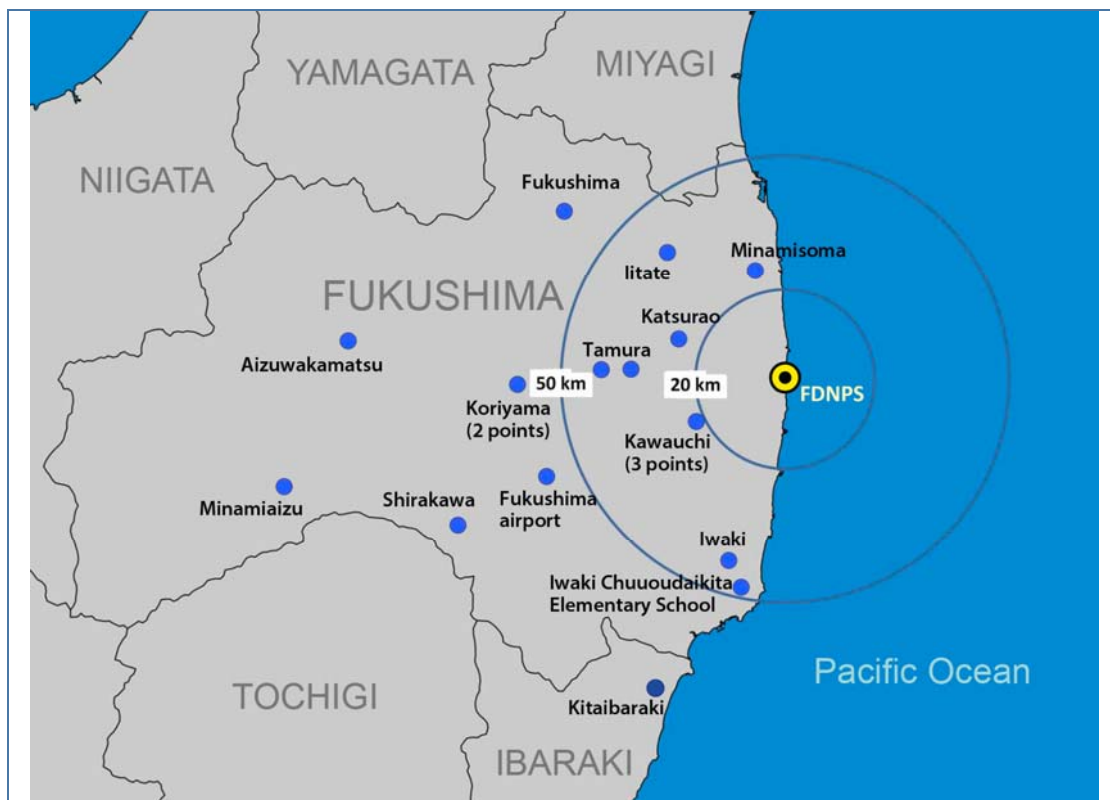 MIYAGI
YAMAGATA
NIIGATA
Fukushima
Minamisoma
Iitate
FUKUSHIMA
Katsurao
Tamura
Aizuwakamatsu
50 km
20 km
FDNPS
Koriyama
(2 points)
Kawauchi
(3 points)
Minamiaizu
Shirakawa
Fukushima
airport
Iwaki
Iwaki Chuuoudaikita
Elementary School
Pacific Ocean
TOCHIGI
Kitaibaraki
IBARAKI